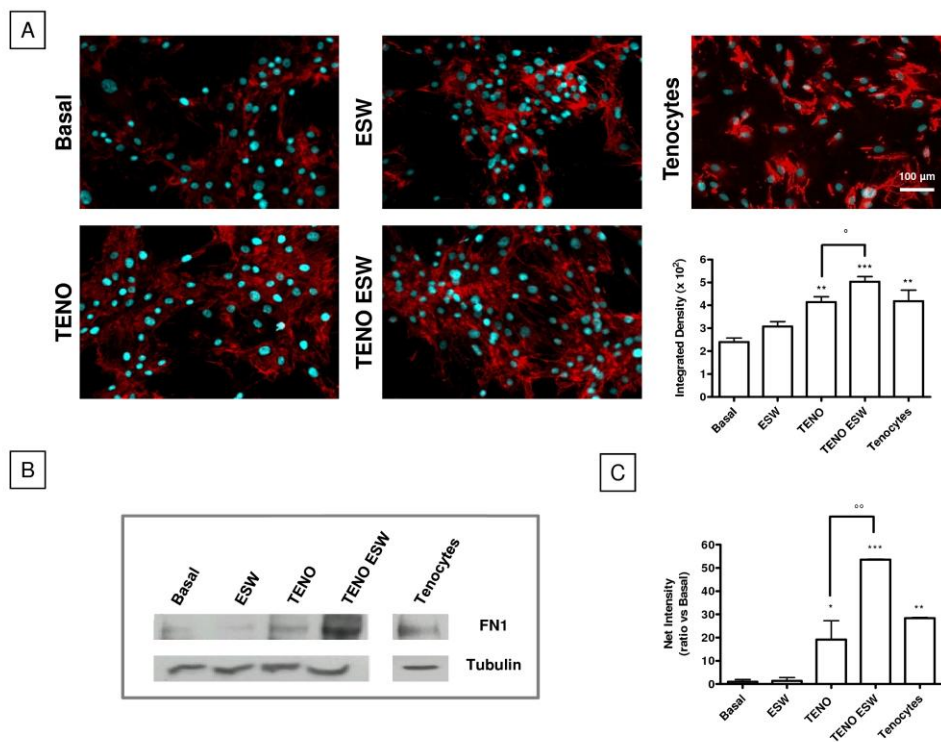 A
Basal
ESW
Tenocytes
100 µm
TENO
TENO ESW
Integrated Density (x 10²)
6
5
4
3
2
1
0
**
°
***
**
Basal
ESW
TENO
TENO ESW
Tenocytes
B
Basal
ESW
TENO
TENO ESW
Tenocytes
FN1
Tubulin
C
Net Intensity
(ratio vs Basal)
60
50
40
30
20
10
0
*
°°
***
**
Basal
ESW
TENO
TENO ESW
Tenocytes